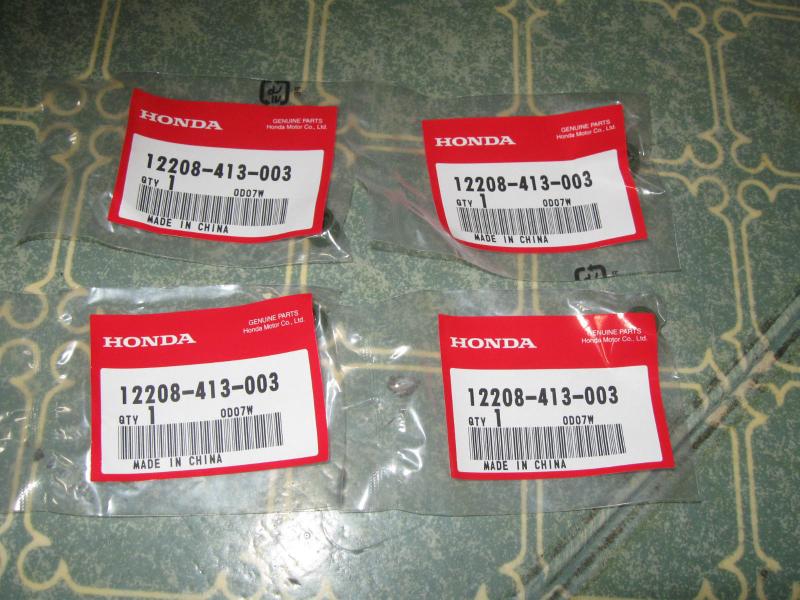 HONDA
GENUINE PARTS
Honda Motor Co., Ltd.
12208-413-003
QTY 1 0D07W
MADE IN CHINA
HONDA
GENUINE PARTS
Honda Motor Co., Ltd.
12208-413-003
QTY 1 0D07W
MADE IN CHINA
HONDA
GENUINE PARTS
Honda Motor Co., Ltd.
12208-413-003
QTY 1 0D07W
MADE IN CHINA
HONDA
GENUINE PARTS
Honda Motor Co., Ltd.
12208-413-003
QTY 1 0D07W
MADE IN CHINA